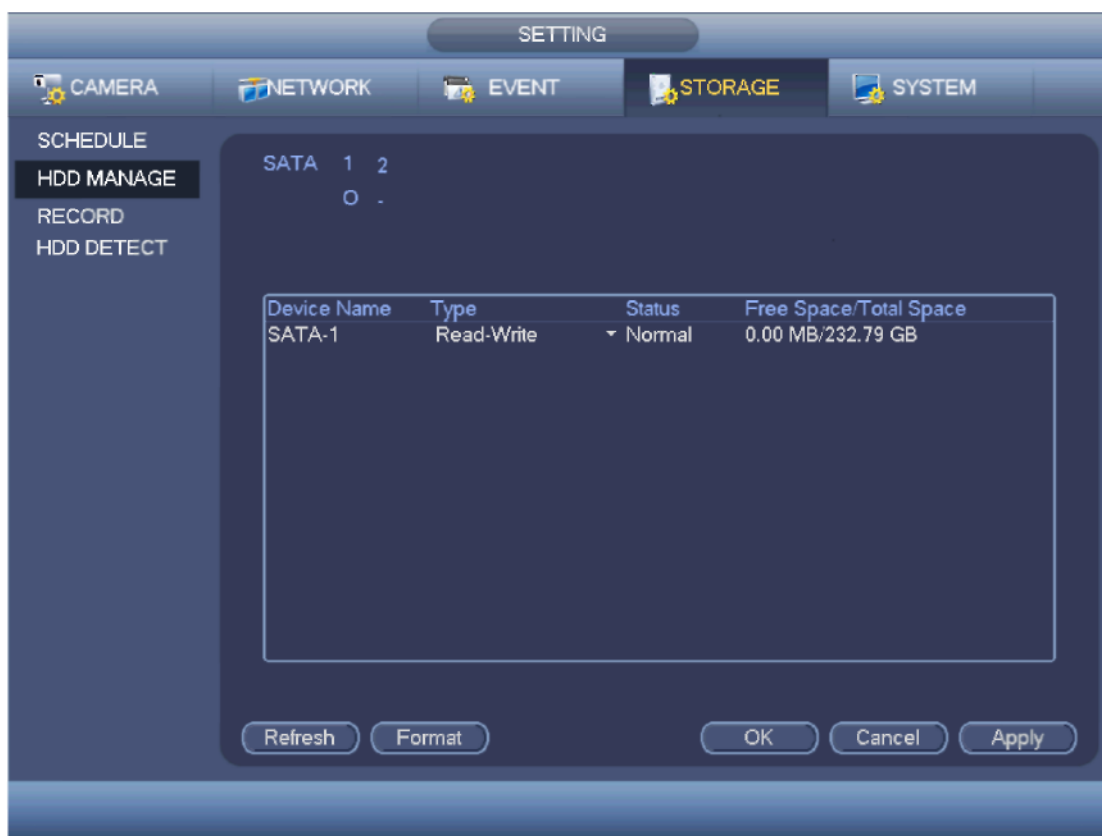 SETTING
CAMERA NETWORK EVENT STORAGE SYSTEM
SCHEDULE
HDD MANAGE
RECORD
HDD DETECT
SATA 1 2
O -
Device Name Type Status Free Space/Total Space
SATA-1 Read-Write Normal 0.00 MB/232.79 GB
Refresh Format OK Cancel Apply